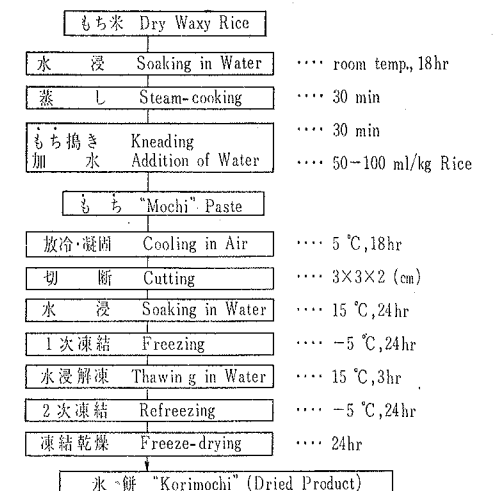 もち米 Dry Waxy Rice
水 浸 Soaking in Water ···· room temp., 18hr
蒸 し Steam-cooking ···· 30 min
もち搗き Kneading ···· 30 min
加 水 Addition of Water ···· 50−100 ml/kg Rice
も ち "Mochi" Paste
放冷·凝固 Cooling in Air ···· 5 ℃,18hr
切 断 Cutting ···· 3×3×2 (cm)
水 浸 Soaking in Water ···· 15 ℃,24hr
1次凍結 Freezing ···· −5 ℃,24hr
水浸解凍 Thawin g in Water ···· 15 ℃,3hr
2次凍結 Refreezing ···· −5 ℃,24hr
凍結乾燥 Freeze-drying ···· 24hr
氷 餅 "Korimochi" (Dried Product)